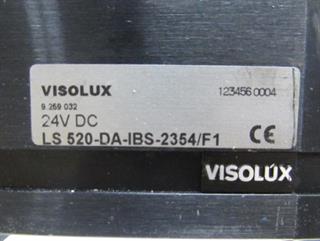 VISOLUX
123456 0004
9 259 032
24V DC
LS 520-DA-IBS-2354/F1
CE
VISOLUX